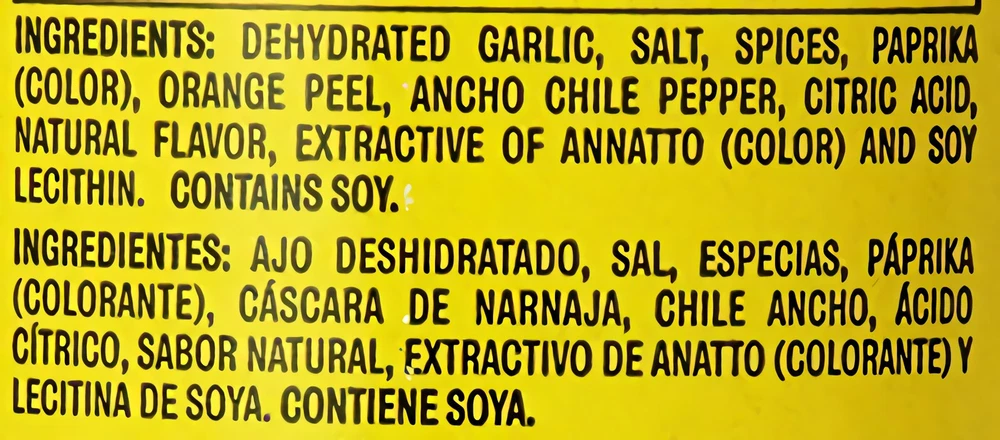 INGREDIENTS: DEHYDRATED GARLIC, SALT, SPICES, PAPRIKA
(COLOR), ORANGE PEEL, ANCHO CHILE PEPPER, CITRIC ACID,
NATURAL FLAVOR, EXTRACTIVE OF ANNATTO (COLOR) AND SOY
LECITHIN. CONTAINS SOY.
INGREDIENTES: AJO DESHIDRATADO, SAL, ESPECIAS, PÁPRIKA
(COLORANTE), CÁSCARA DE NARNAJA, CHILE ANCHO, ÁCIDO
CÍTRICO, SABOR NATURAL, EXTRACTIVO DE ANATTO (COLORANTE) Y
LECITINA DE SOYA. CONTIENE SOYA.